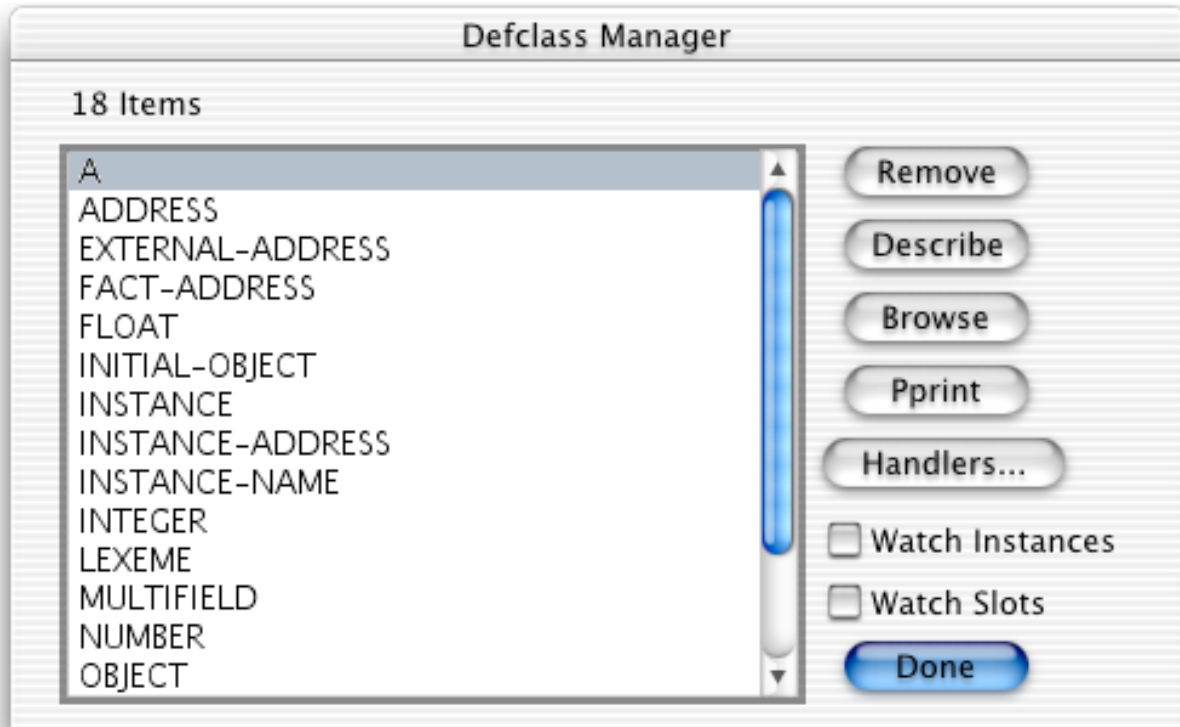 Defclass Manager
18 Items
A
ADDRESS
EXTERNAL-ADDRESS
FACT-ADDRESS
FLOAT
INITIAL-OBJECT
INSTANCE
INSTANCE-ADDRESS
INSTANCE-NAME
INTEGER
LEXEME
MULTIFIELD
NUMBER
OBJECT
Remove
Describe
Browse
Pprint
Handlers...
Watch Instances
Watch Slots
Done